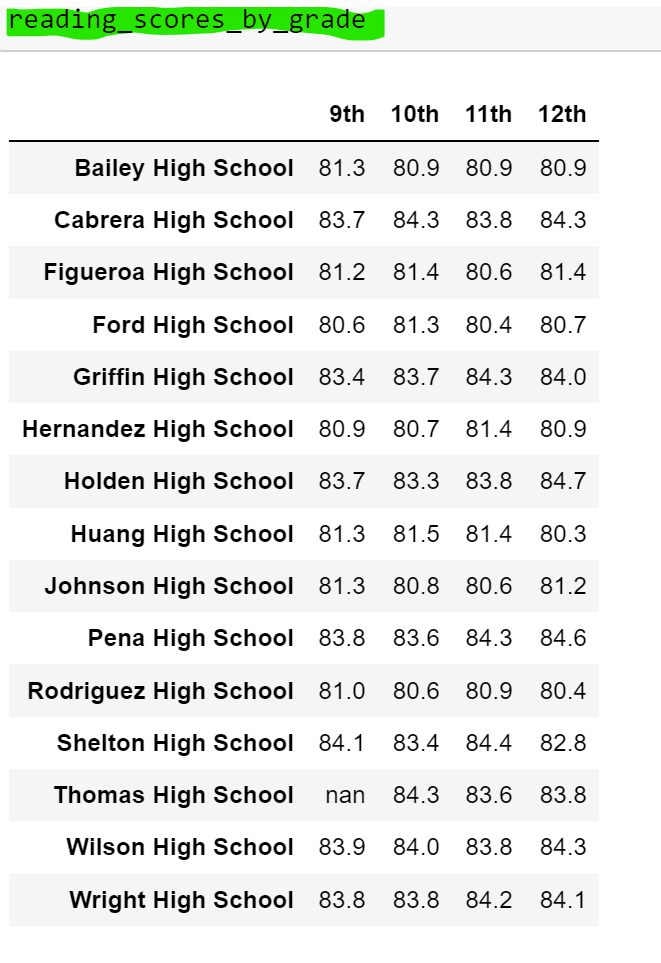 reading_scores_by_grade
9th 10th 11th 12th
Bailey High School 81.3 80.9 80.9 80.9
Cabrera High School 83.7 84.3 83.8 84.3
Figueroa High School 81.2 81.4 80.6 81.4
Ford High School 80.6 81.3 80.4 80.7
Griffin High School 83.4 83.7 84.3 84.0
Hernandez High School 80.9 80.7 81.4 80.9
Holden High School 83.7 83.3 83.8 84.7
Huang High School 81.3 81.5 81.4 80.3
Johnson High School 81.3 80.8 80.6 81.2
Pena High School 83.8 83.6 84.3 84.6
Rodriguez High School 81.0 80.6 80.9 80.4
Shelton High School 84.1 83.4 84.4 82.8
Thomas High School nan 84.3 83.6 83.8
Wilson High School 83.9 84.0 83.8 84.3
Wright High School 83.8 83.8 84.2 84.1